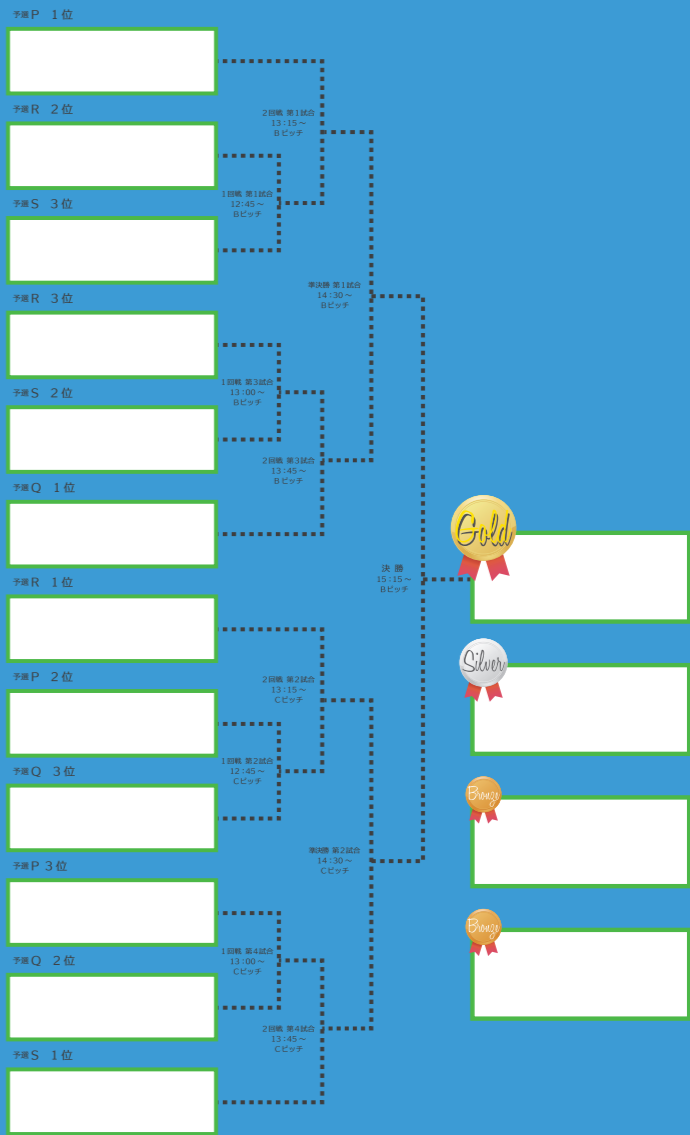 予選P 1位
予選R 2位
予選S 3位
予選R 3位
予選S 2位
予選Q 1位
予選R 1位
予選P 2位
予選Q 3位
予選P 3位
予選Q 2位
予選S 1位
1回戦 第1試合
12:45～
Bピッチ
1回戦 第3試合
13:00～
Bピッチ
1回戦 第2試合
12:45～
Cピッチ
1回戦 第4試合
13:00～
Cピッチ
2回戦 第1試合
13:15～
Bピッチ
2回戦 第3試合
13:45～
Bピッチ
2回戦 第2試合
13:15～
Cピッチ
2回戦 第4試合
13:45～
Cピッチ
準決勝 第1試合
14:30～
Bピッチ
準決勝 第2試合
14:30～
Cピッチ
決 勝
15:15～
Bピッチ
Gold
Silver
Bronze
Bronze